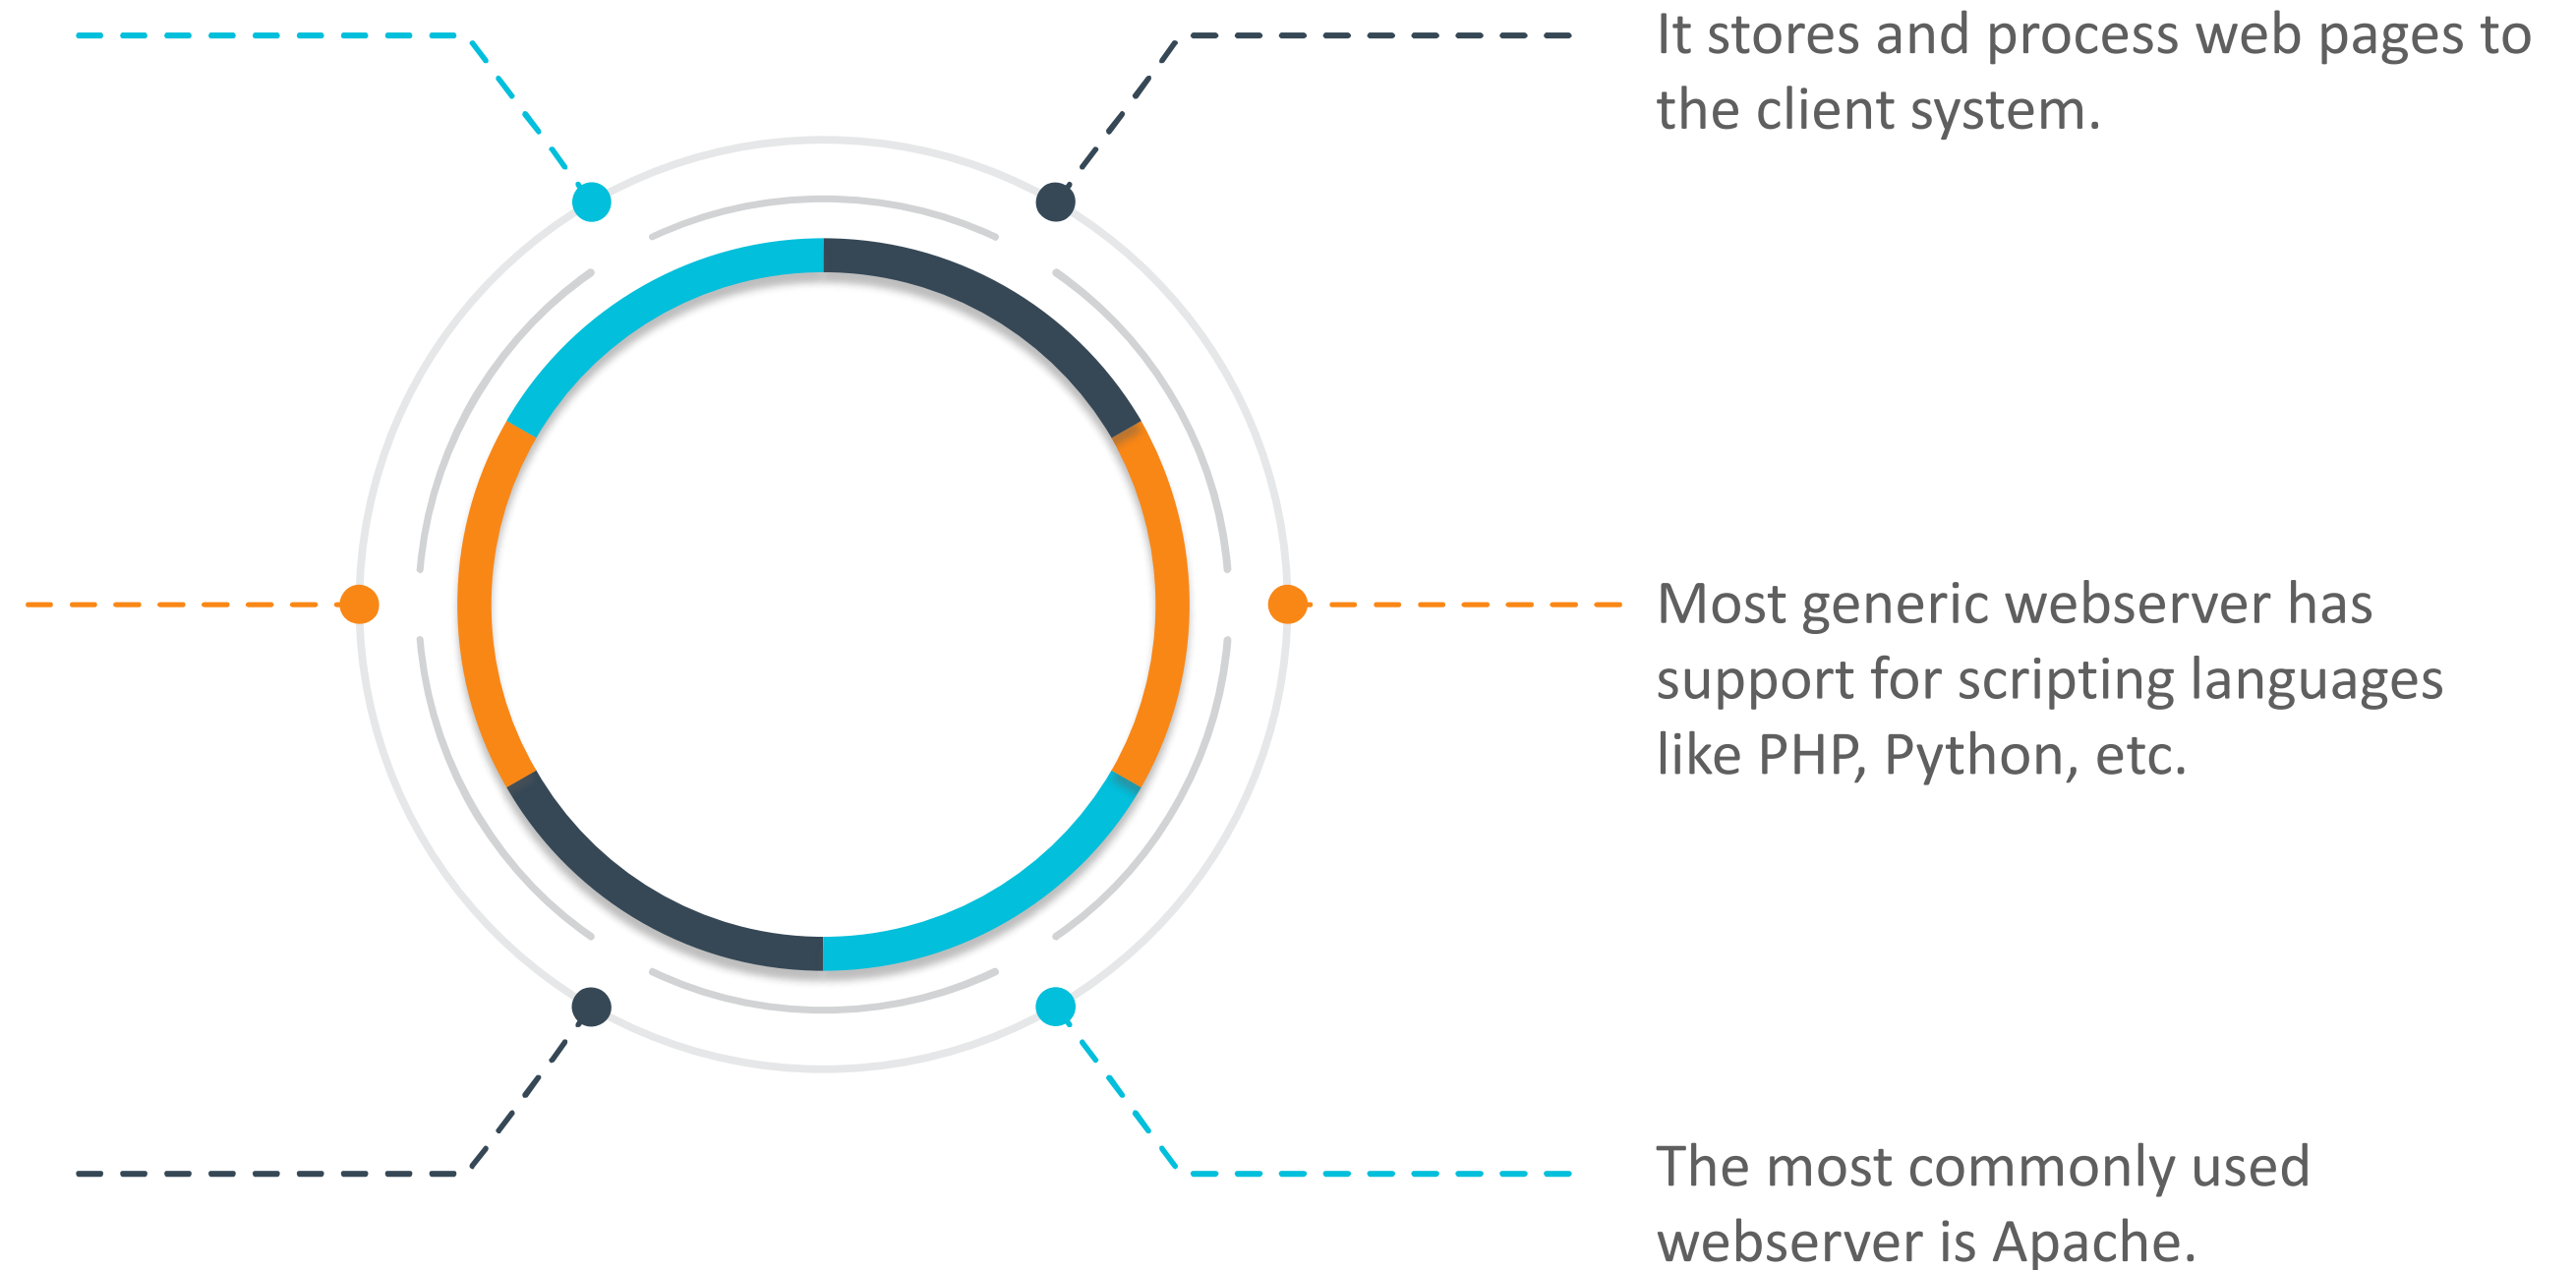 It stores and process web pages to
the client system.
Most generic webserver has
support for scripting languages
like PHP, Python, etc.
The most commonly used
webserver is Apache.